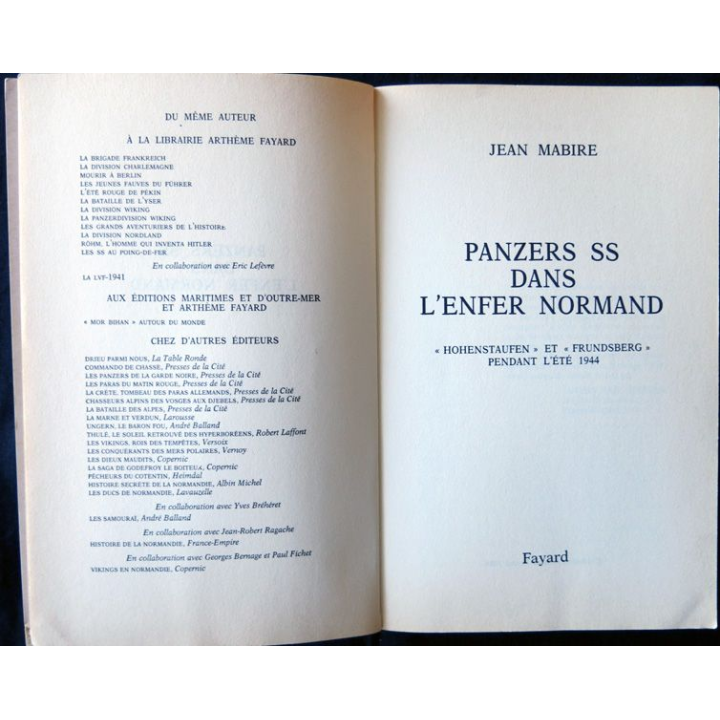 DU MÊME AUTEUR
À LA LIBRAIRIE ARTHÈME FAYARD
LA BRIGADE FRANKREICH
LA DIVISION CHARLEMAGNE
MOURIR À BERLIN
LES JEUNES FAUVES DU FÜHRER
L'ÉTÉ ROUGE DE PÉKIN
LA BATAILLE DE L'YSER
LA DIVISION WIKING
LA PANZERDIVISION WIKING
LES GRANDS AVENTURIERS DE L'HISTOIRE
LA DIVISION NORDLAND
RÖHM, L'HOMME QUI INVENTA HITLER
LES SS AU POING-DE-FER
En collaboration avec Eric Lefèvre
LA LVF-1941
AUX ÉDITIONS MARITIMES ET D'OUTRE-MER
ET ARTHÈME FAYARD
« MOR BIHAN » AUTOUR DU MONDE
CHEZ D'AUTRES ÉDITEURS
DRIEU PARMI NOUS, La Table Ronde
COMMANDO DE CHASSE, Presses de la Cité
LES PANZERS DE LA GARDE NOIRE, Presses de la Cité
LES PARAS DU MATIN ROUGE, Presses de la Cité
LA CRÈTE, TOMBEAU DES PARAS ALLEMANDS, Presses de la Cité
CHASSEURS ALPINS DES VOSGES AUX DJEBELS, Presses de la Cité
LA BATAILLE DES ALPES, Presses de la Cité
LA MARNE ET VERDUN, Larousse
UNGERN, LE BARON FOU, André Balland
THULÉ, LE SOLEIL RETROUVÉ DES HYPERBORÉENS, Robert Laffont
LES VIKINGS, ROIS DES TEMPÊTES, Versoix
LES CONQUÉRANTS DES MERS POLAIRES, Vernoy
LES DIEUX MAUDITS, Copernic
LA SAGA DE GODEFROY LE BOITEUX, Copernic
PÊCHEURS DU COTENTIN, Heimdal
HISTOIRE SECRÈTE DE LA NORMANDIE, Albin Michel
LES DUCS DE NORMANDIE, Lavauzelle
En collaboration avec Yves Bréhéret
LES SAMOURAÏ, André Balland
En collaboration avec Jean-Robert Ragache
HISTOIRE DE LA NORMANDIE, France-Empire
En collaboration avec Georges Bernage et Paul Fichet
VIKINGS EN NORMANDIE, Copernic
JEAN MABIRE
PANZERS SS
DANS
L'ENFER NORMAND
« HOHENSTAUFEN » ET « FRUNDSBERG »
PENDANT L'ÉTÉ 1944
Fayard